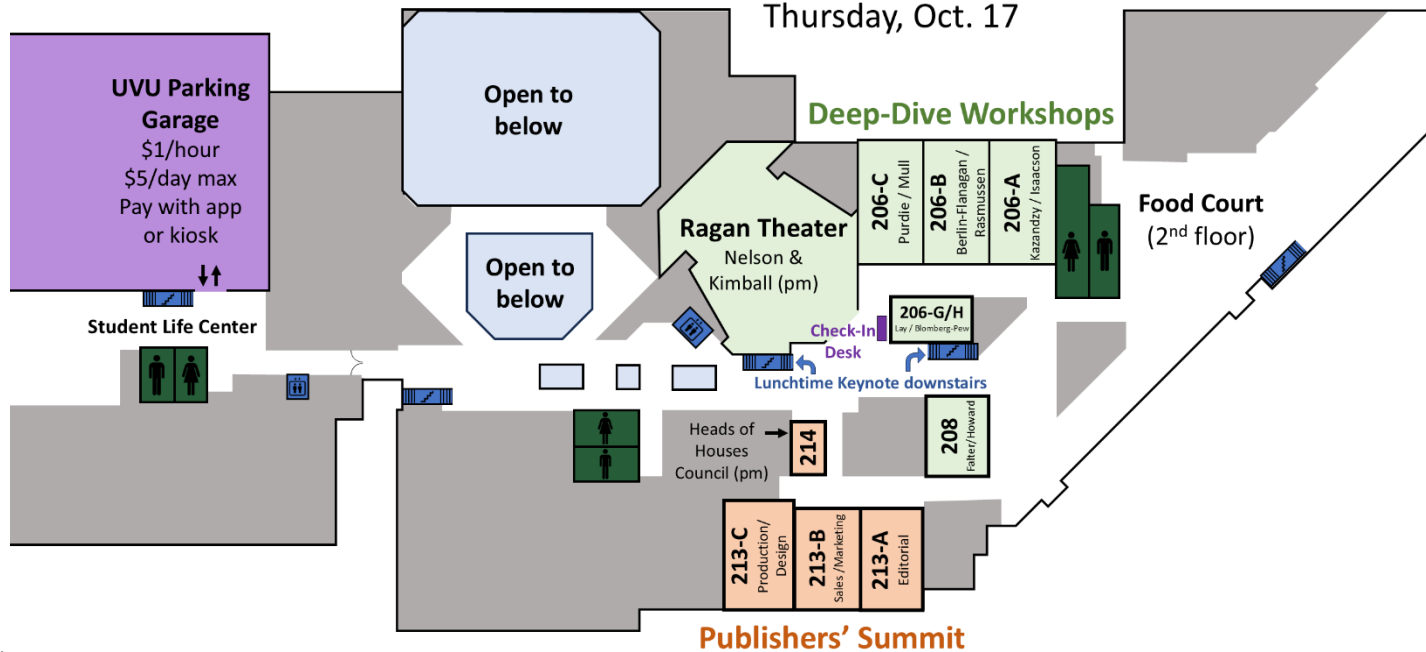 Thursday, Oct. 17
UVU Parking
Garage
$1/hour
$5/day max
Pay with app
or kiosk
Student Life Center
Open to
below
Open to
below
Deep-Dive Workshops
Ragan Theater
Nelson &
Kimball (pm)
206-C
Purdie / Mull
206-B
Berlin-Flanagan /
Rasmussen
206-A
Kazandzy / Isaacson
Food Court
(2nd floor)
206-G/H
Lay / Blomberg-Pew
Check-In
Desk
Lunchtime Keynote downstairs
Heads of
Houses
Council (pm)
214
208
Falter/Howard
213-C
Production/
Design
213-B
Sales /Marketing
213-A
Editorial
Publishers’ Summit